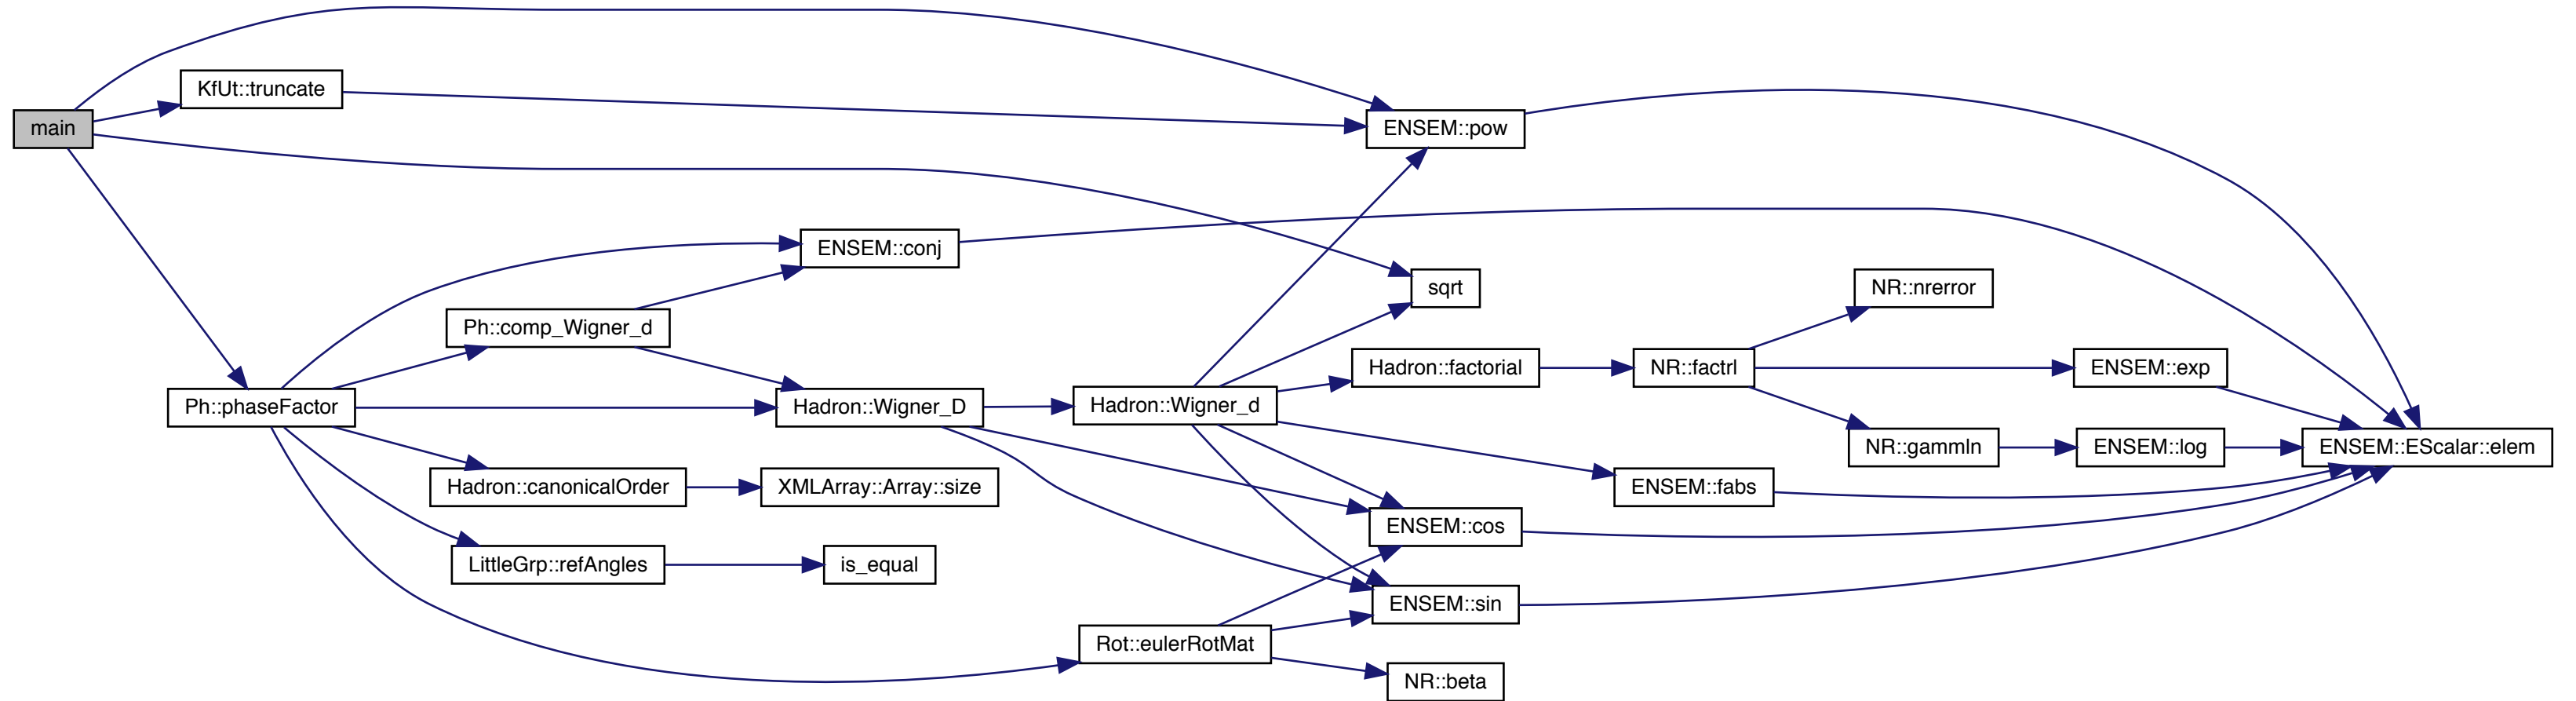 main
KfUt::truncate
Ph::phaseFactor
ENSEM::conj
Ph::comp_Wigner_d
Hadron::Wigner_D
Hadron::canonicalOrder
XMLArray::Array::size
LittleGrp::refAngles
is_equal
Hadron::Wigner_d
Rot::eulerRotMat
ENSEM::pow
sqrt
Hadron::factorial
NR::factrl
NR::nrerror
ENSEM::exp
NR::gammln
ENSEM::log
ENSEM::EScalar::elem
ENSEM::fabs
ENSEM::cos
ENSEM::sin
NR::beta